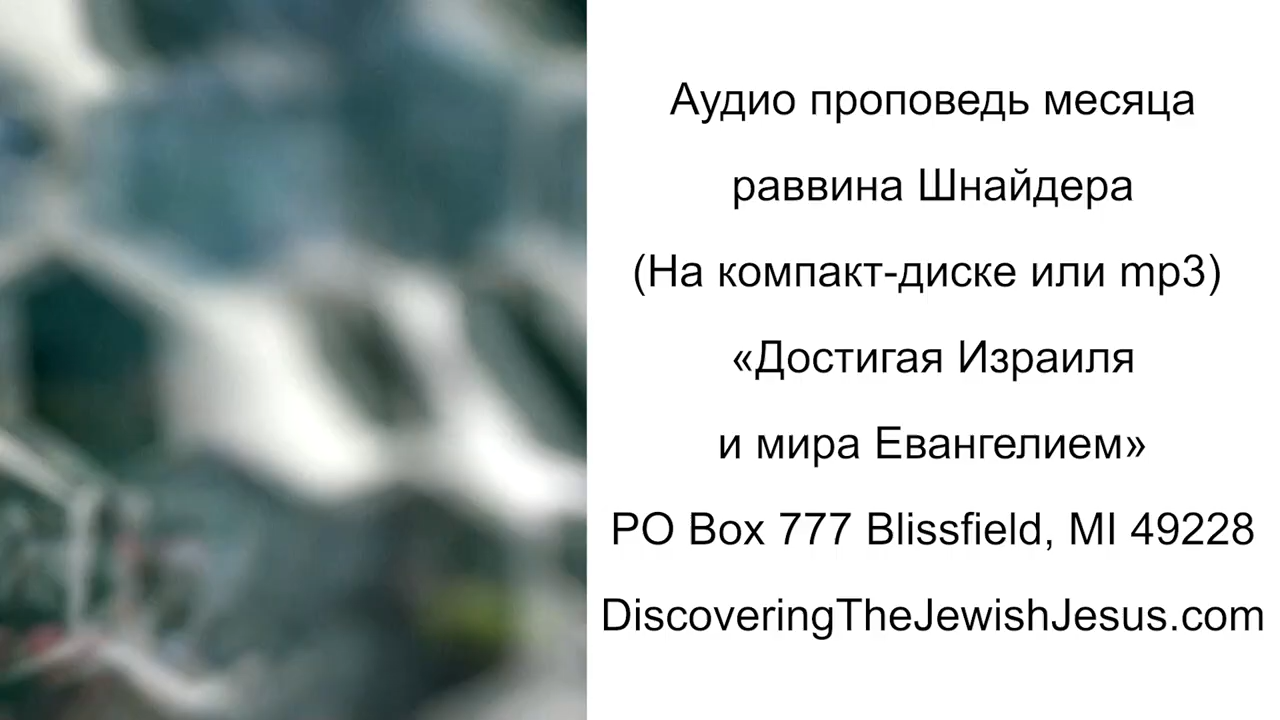 Аудио проповедь месяца
раввина Шнайдера
(На компакт-диске или mp3)
«Достигая Израиля
и мира Евангелием»
PO Box 777 Blissfield, MI 49228
DiscoveringTheJewishJesus.com